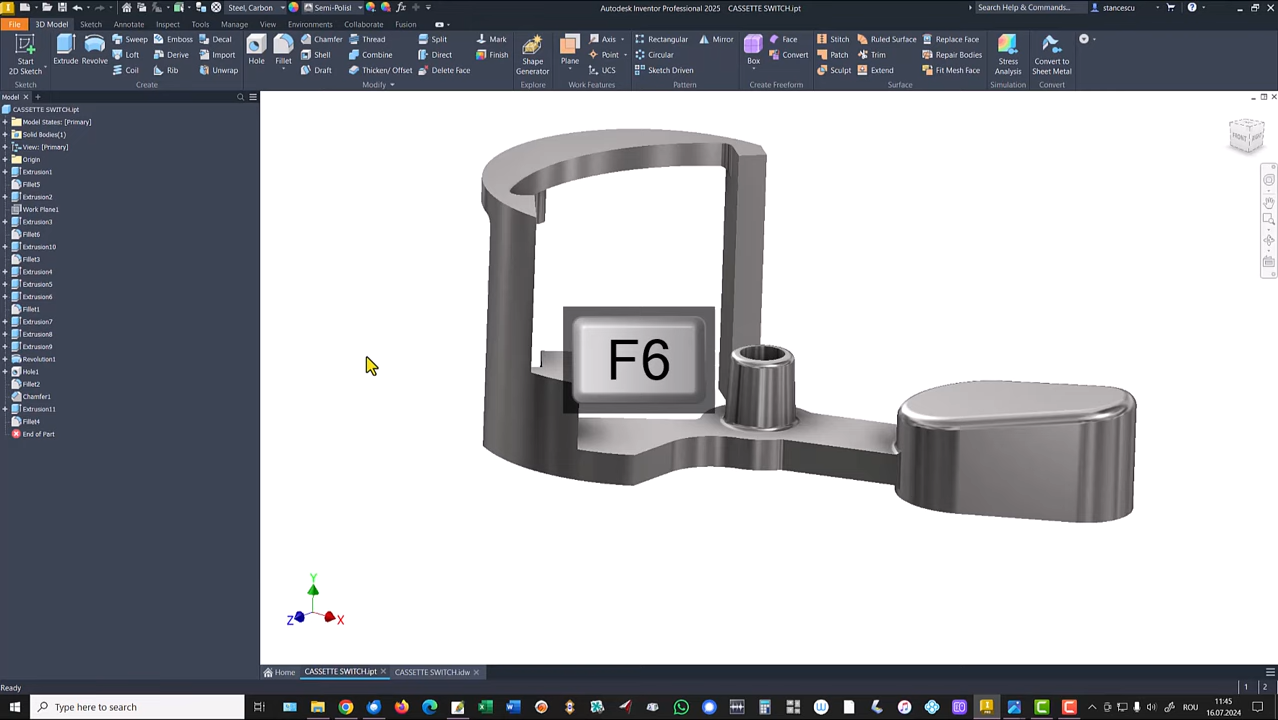 Steel, Carbon
Semi-Polisl
Autodesk Inventor Professional 2025 CASSETTE SWITCH.ipt
Search Help & Commands...
stancescu
File
3D Model
Sketch
Annotate
Inspect
Tools
Manage
View
Environments
Collaborate
Fusion
Start
2D Sketch
Extrude
Revolve
Sweep
Emboss
Decal
Loft
Derive
Import
Coil
Rib
Unwrap
Hole
Fillet
Chamfer
Thread
Split
Mark
Shell
Combine
Direct
Finish
Draft
Thicken/ Offset
Delete Face
Shape
Generator
Plane
Axis
Point
UCS
Rectangular
Mirror
Circular
Sketch Driven
Box
Face
Convert
Stitch
Ruled Surface
Replace Face
Patch
Trim
Repair Bodies
Sculpt
Extend
Fit Mesh Face
Stress
Analysis
Convert to
Sheet Metal
Sketch
Create
Modify
Explore
Work Features
Pattern
Create Freeform
Surface
Simulation
Convert
Model
CASSETTE SWITCH.ipt
Model States: [Primary]
Solid Bodies(1)
View: [Primary]
Origin
Extrusion1
Fillet5
Extrusion2
Work Plane1
Extrusion3
Fillet6
Extrusion10
Fillet3
Extrusion4
Extrusion5
Extrusion6
Fillet1
Extrusion7
Extrusion8
Extrusion9
Revolution1
Hole1
Fillet2
Chamfer1
Extrusion11
Fillet4
End of Part
FRONT
RIGHT
F6
Y
Z
X
Home
CASSETTE SWITCH.ipt
CASSETTE SWITCH.idw
Ready
1
2
Type here to search
ROU
11:45
16.07.2024